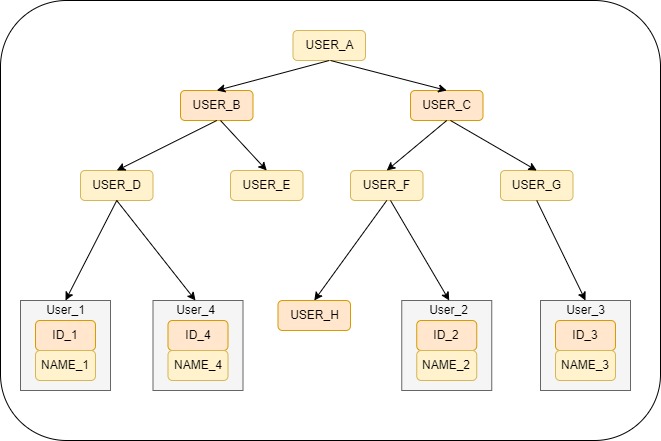 USER_A
USER_B
USER_C
USER_D
USER_E
USER_F
USER_G
User_1
ID_1
NAME_1
User_4
ID_4
NAME_4
USER_H
User_2
ID_2
NAME_2
User_3
ID_3
NAME_3